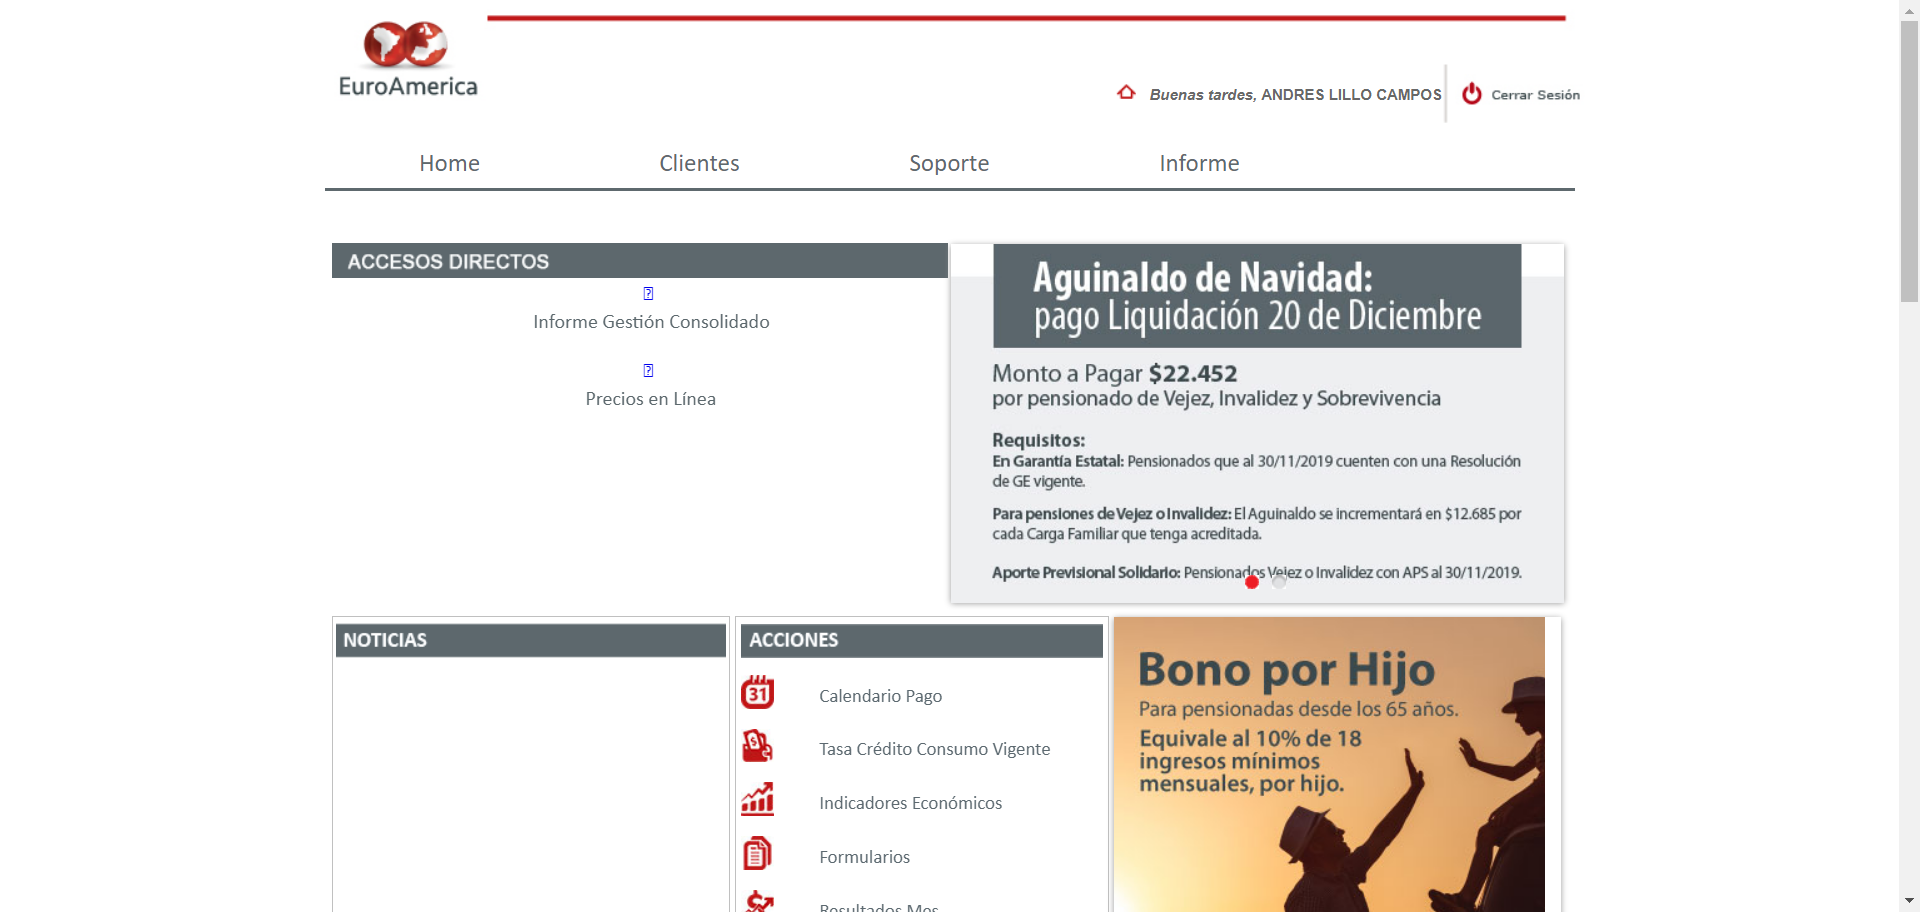 EuroAmerica
Buenas tardes, ANDRES LILLO CAMPOS
Cerrar Sesión
Home
Clientes
Soporte
Informe
ACCESOS DIRECTOS
Informe Gestión Consolidado
Precios en Línea
Aguinaldo de Navidad:
pago Liquidación 20 de Diciembre
Monto a Pagar $22.452
por pensionado de Vejez, Invalidez y Sobrevivencia
Requisitos:
En Garantía Estatal: Pensionados que al 30/11/2019 cuenten con una Resolución
de GE vigente.
Para pensiones de Vejez o Invalidez: El Aguinaldo se incrementará en $12.685 por
cada Carga Familiar que tenga acreditada.
Aporte Previsional Solidario: Pensionados Vejez o Invalidez con APS al 30/11/2019.
NOTICIAS
ACCIONES
31
Calendario Pago
Tasa Crédito Consumo Vigente
Indicadores Económicos
Formularios
Resultados Mes
Bono por Hijo
Para pensionadas desde los 65 años.
Equivale al 10% de 18
ingresos mínimos
mensuales, por hijo.